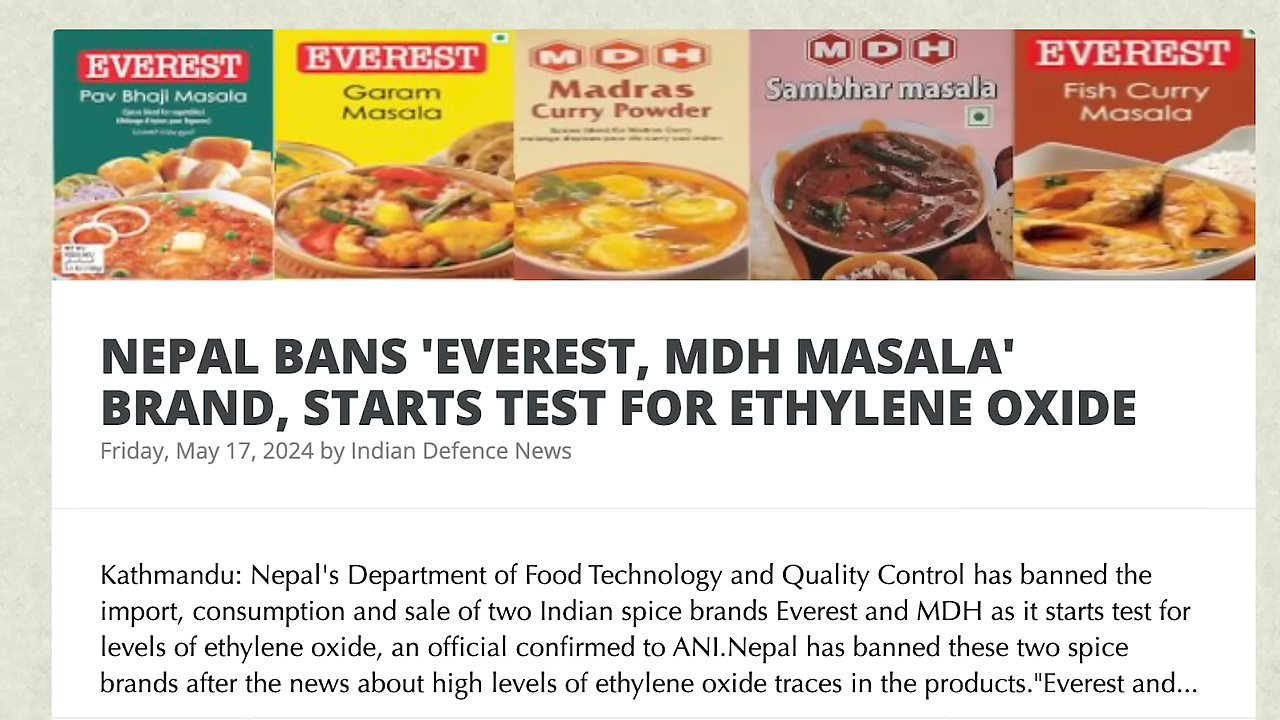 EVEREST
Pav Bhaji Masala
EVEREST
Garam
Masala
MDH
Madras
Curry Powder
MDH
Sambhar masala
EVEREST
Fish Curry
Masala
NEPAL BANS 'EVEREST, MDH MASALA'
BRAND, STARTS TEST FOR ETHYLENE OXIDE
Friday, May 17, 2024 by Indian Defence News
Kathmandu: Nepal's Department of Food Technology and Quality Control has banned the
import, consumption and sale of two Indian spice brands Everest and MDH as it starts test for
levels of ethylene oxide, an official confirmed to ANI.Nepal has banned these two spice
brands after the news about high levels of ethylene oxide traces in the products."Everest and...